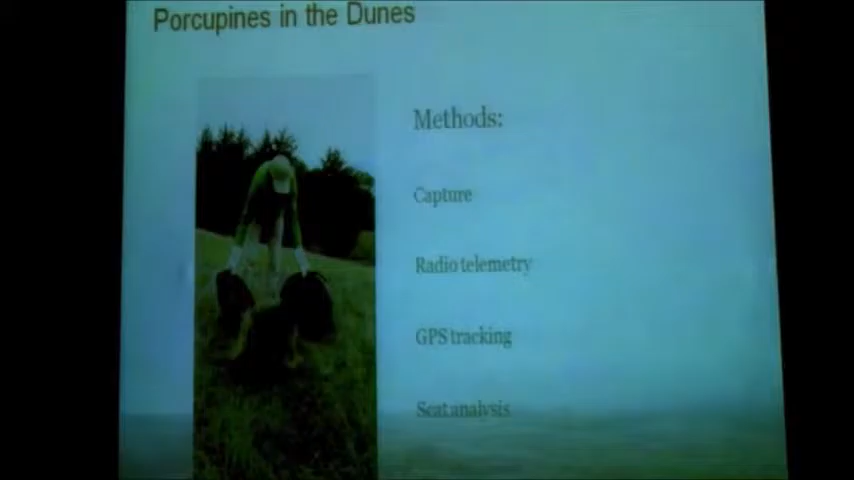 Porcupines in the Dunes
Methods:
Capture
Radio telemetry
GPS tracking
Scat analysis